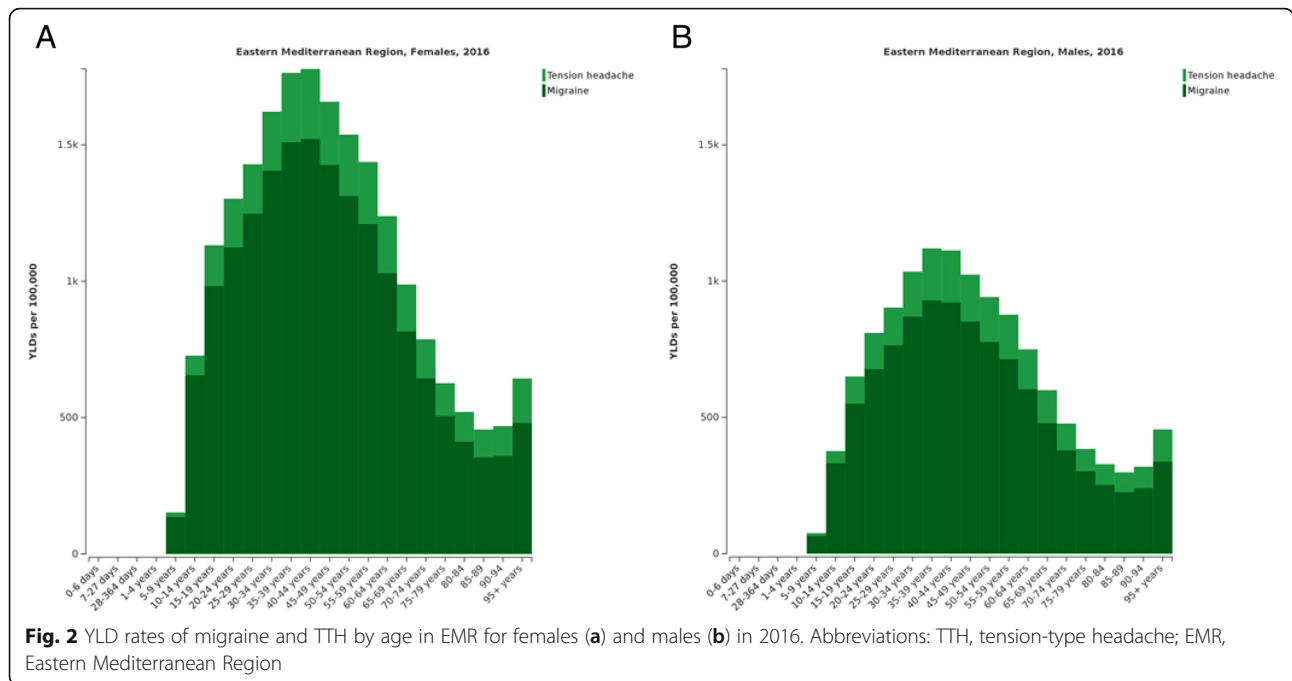 A
Eastern Mediterranean Region, Females, 2016
Tension headache
Migraine
1.5k
1k
500
0
YLDs per 100,000
0-6 days
7-27 days
28-364 days
1-4 years
5-9 years
10-14 years
15-19 years
20-24 years
25-29 years
30-34 years
35-39 years
40-44 years
45-49 years
50-54 years
55-59 years
60-64 years
65-69 years
70-74 years
75-79 years
80-84
85-89
90-94
95+ years
B
Eastern Mediterranean Region, Males, 2016
Tension headache
Migraine
1.5k
1k
500
0
YLDs per 100,000
0-6 days
7-27 days
28-364 days
1-4 years
5-9 years
10-14 years
15-19 years
20-24 years
25-29 years
30-34 years
35-39 years
40-44 years
45-49 years
50-54 years
55-59 years
60-64 years
65-69 years
70-74 years
75-79 years
80-84
85-89
90-94
95+ years
Fig. 2 YLD rates of migraine and TTH by age in EMR for females (a) and males (b) in 2016. Abbreviations: TTH, tension-type headache; EMR,
Eastern Mediterranean Region